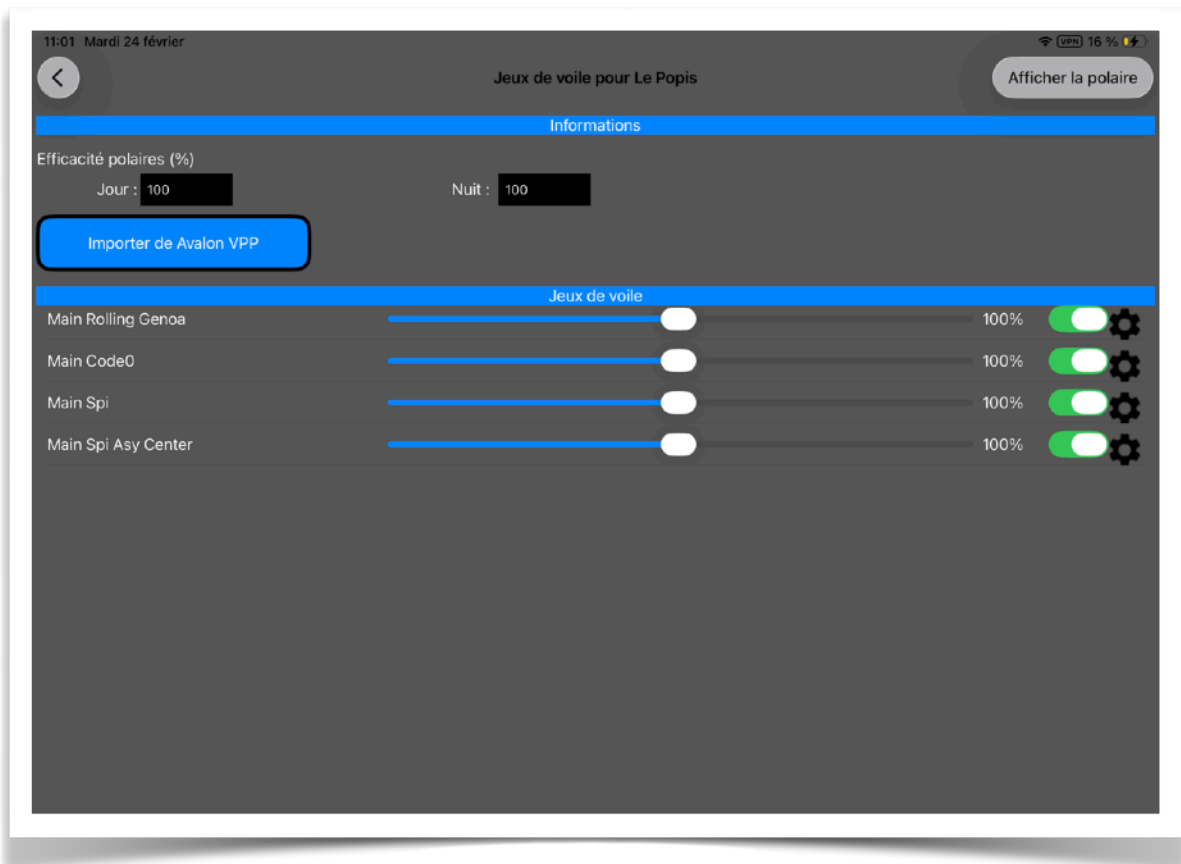 11:01 Mardi 24 février
VPN 16 %
Jeux de voile pour Le Popis
Afficher la polaire
Informations
Efficacité polaires (%)
Jour : 100 Nuit : 100
Importer de Avalon VPP
Jeux de voile
Main Rolling Genoa 100%
Main Code0 100%
Main Spi 100%
Main Spi Asy Center 100%